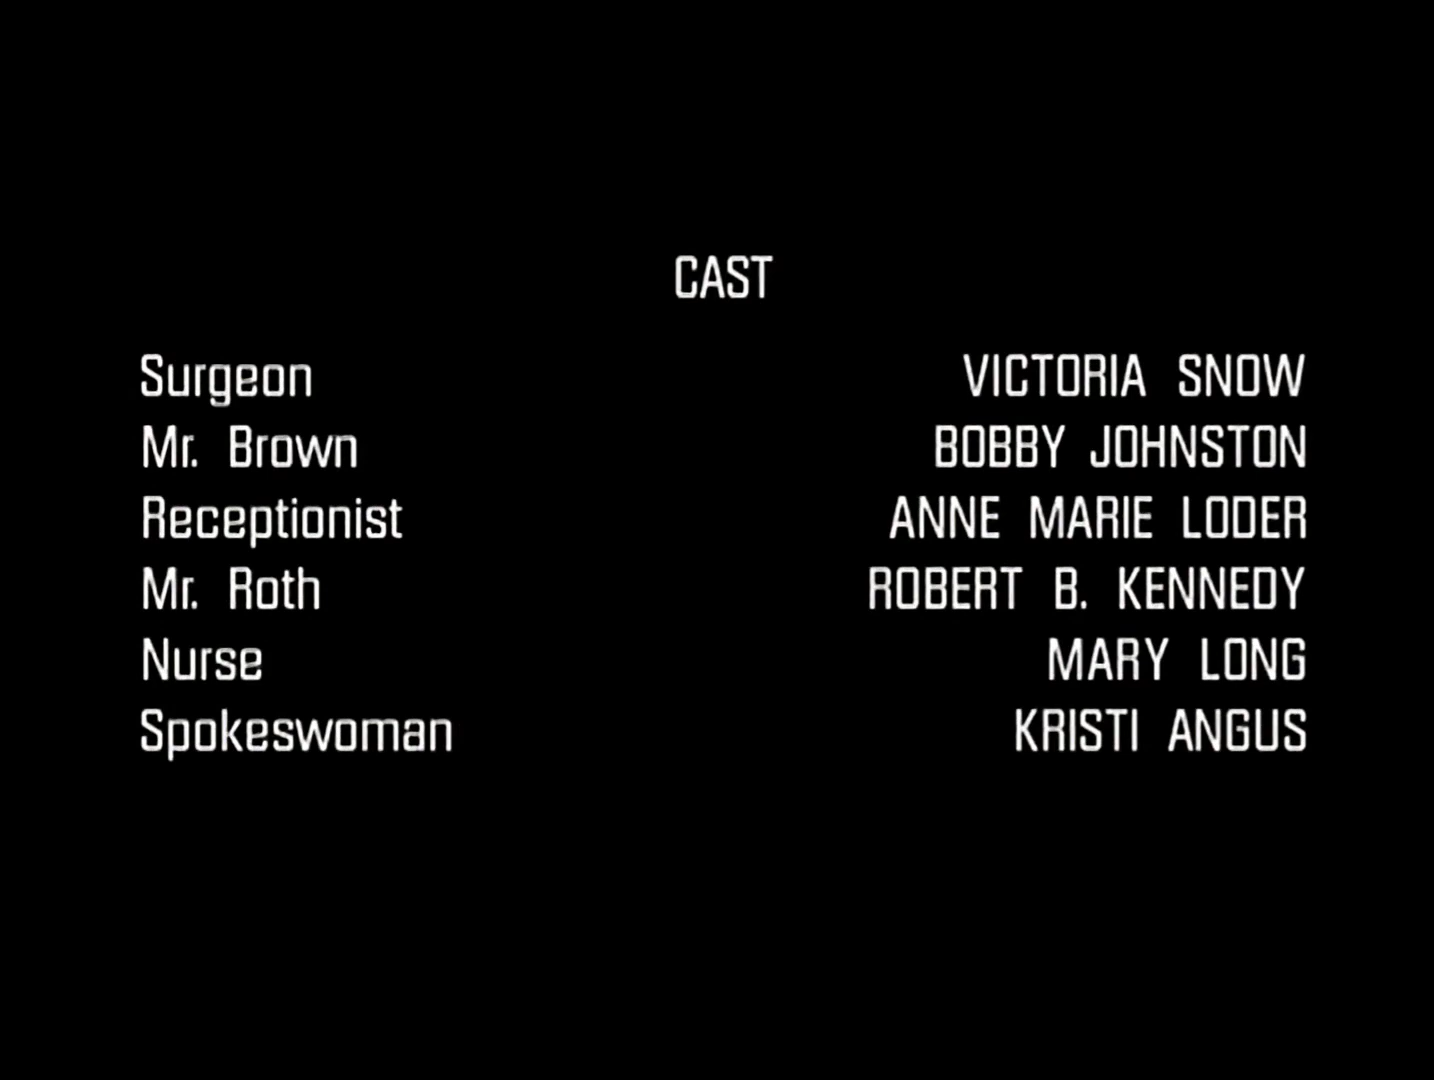 CAST
Surgeon VICTORIA SNOW
Mr. Brown BOBBY JOHNSTON
Receptionist ANNE MARIE LODER
Mr. Roth ROBERT B. KENNEDY
Nurse MARY LONG
Spokeswoman KRISTI ANGUS